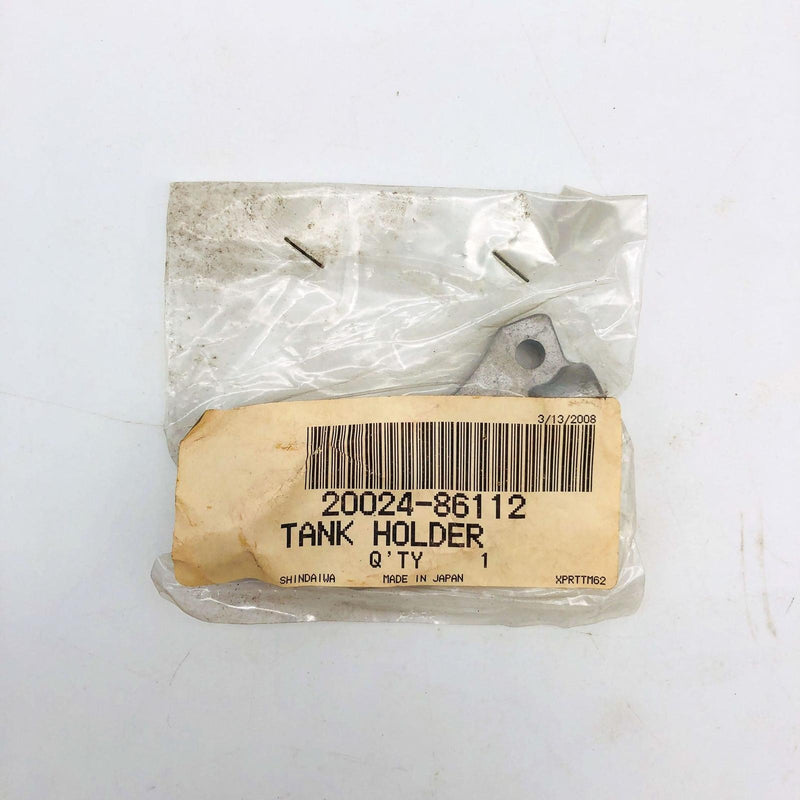 3/13/2008
20024-86112
TANK HOLDER
Q'TY 1
SHINDAIWA MADE IN JAPAN XPRTTM62